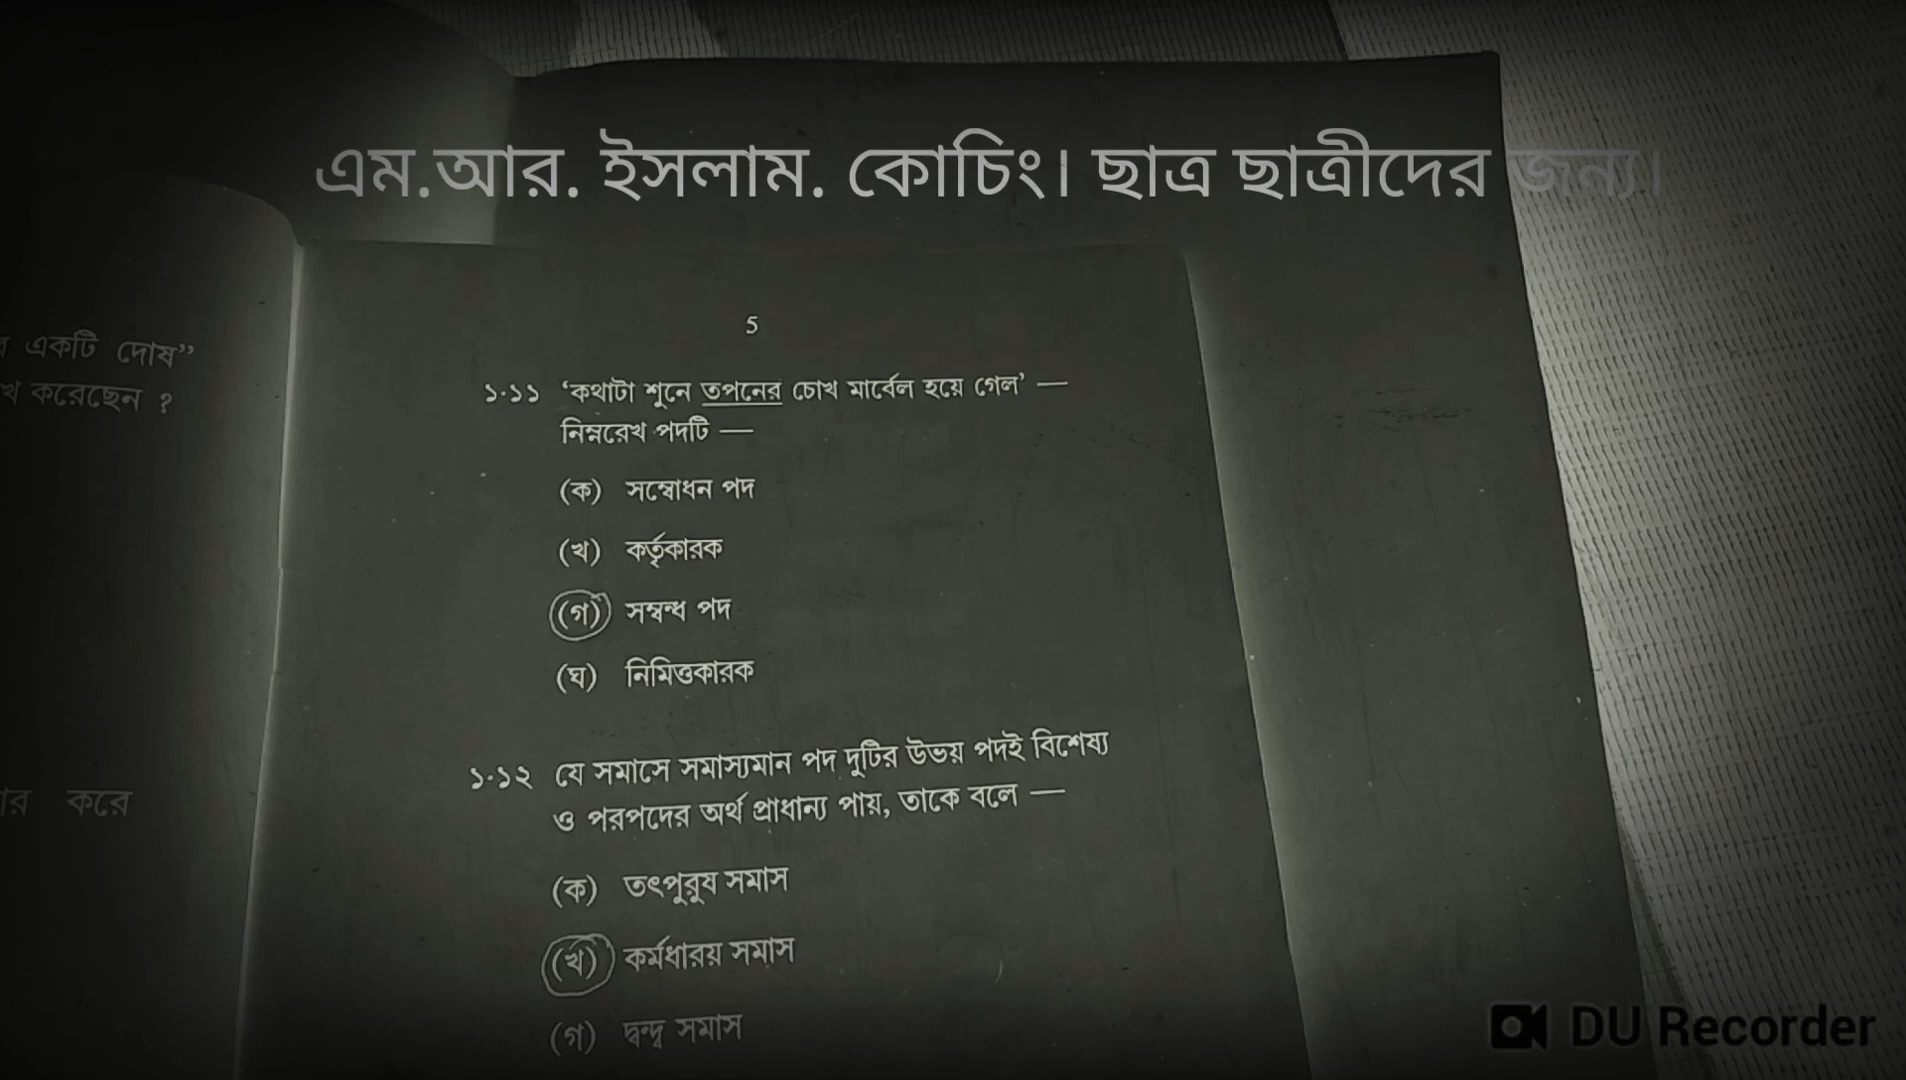 এম.আর. ইসলাম. কোচিং। ছাত্র ছাত্রীদের জন্য।
একটি দোষ”
করেছেন ?
করে
5
১·১১ ‘কথাটা শুনে তপনের চোখ মার্বেল হয়ে গেল’ —
নিম্নরেখ পদটি —
(ক) সম্বোধন পদ
(খ) কর্তৃকারক
(গ) সম্বন্ধ পদ
(ঘ) নিমিত্তকারক
১·১২ যে সমাসে সমাস্যমান পদ দুটির উভয় পদই বিশেষ্য
ও পরপদের অর্থ প্রাধান্য পায়, তাকে বলে —
(ক) তৎপুরুষ সমাস
(খ) কর্মধারয় সমাস
(গ) দ্বন্দ্ব সমাস
DU Recorder